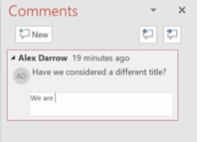 Comments
New
Alex Darrow 19 minutes ago
AD Have we considered a different title?
We are